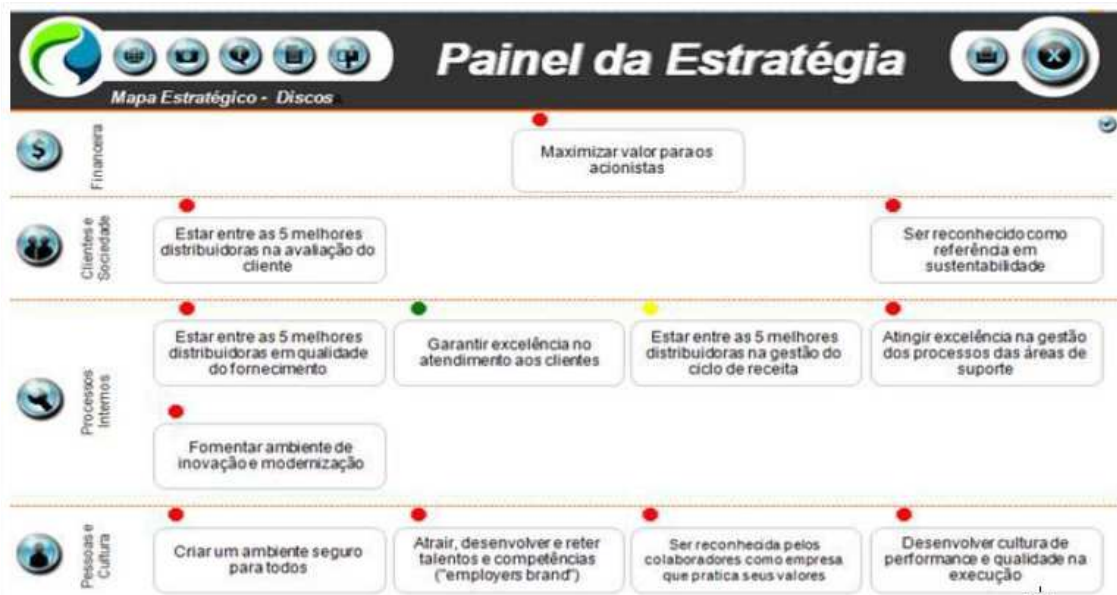 Painel da Estratégia
Mapa Estratégico - Discos
Financeira
Maximizar valor para os
acionistas
Clientes e
Sociedade
Estar entre as 5 melhores
distribuidoras na avaliação do
cliente
Ser reconhecido como
referência em
sustentabilidade
Processos
Internos
Estar entre as 5 melhores
distribuidoras em qualidade
do fornecimento
Garantir excelência no
atendimento aos clientes
Estar entre as 5 melhores
distribuidoras na gestão do
ciclo de receita
Atingir excelência na gestão
dos processos das áreas de
suporte
Fomentar ambiente de
inovação e modernização
Pessoas e
Cultura
Criar um ambiente seguro
para todos
Atrair, desenvolver e reter
talentos e competências
("employers brand")
Ser reconhecida pelos
colaboradores como empresa
que pratica seus valores
Desenvolver cultura de
performance e qualidade na
execução